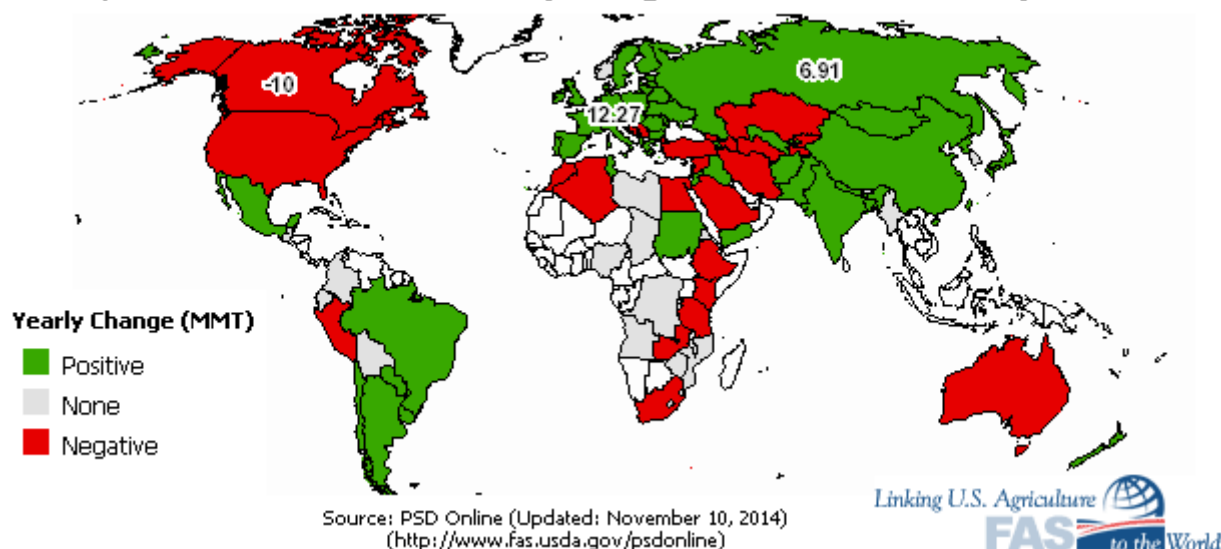 -10
6.91
12.27
Yearly Change (MMT)
Positive
None
Negative
Source: PSD Online (Updated: November 10, 2014)
(http://www.fas.usda.gov/psdonline)
Linking U.S. Agriculture
FAS
to the World